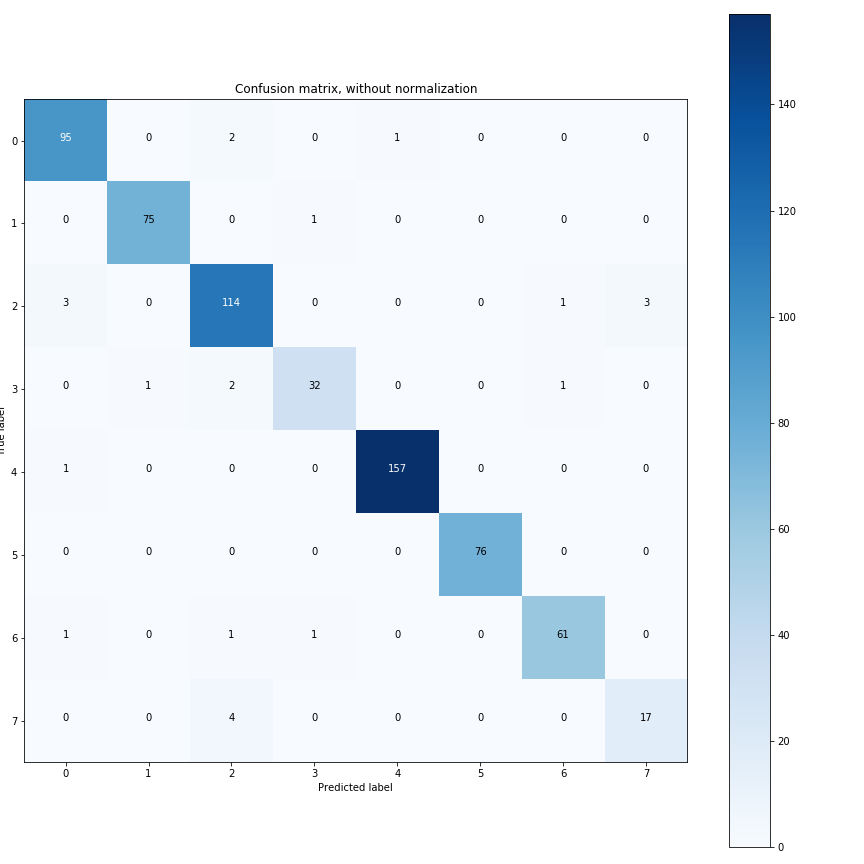 Confusion matrix, without normalization
0 95 0 2 0 1 0 0 0
1 0 75 0 1 0 0 0 0
2 3 0 114 0 0 0 1 3
3 0 1 2 32 0 0 1 0
4 1 0 0 0 157 0 0 0
5 0 0 0 0 0 76 0 0
6 1 0 1 1 0 0 61 0
7 0 0 4 0 0 0 0 17
0 1 2 3 4 5 6 7
Predicted label
True label
140
120
100
80
60
40
20
0